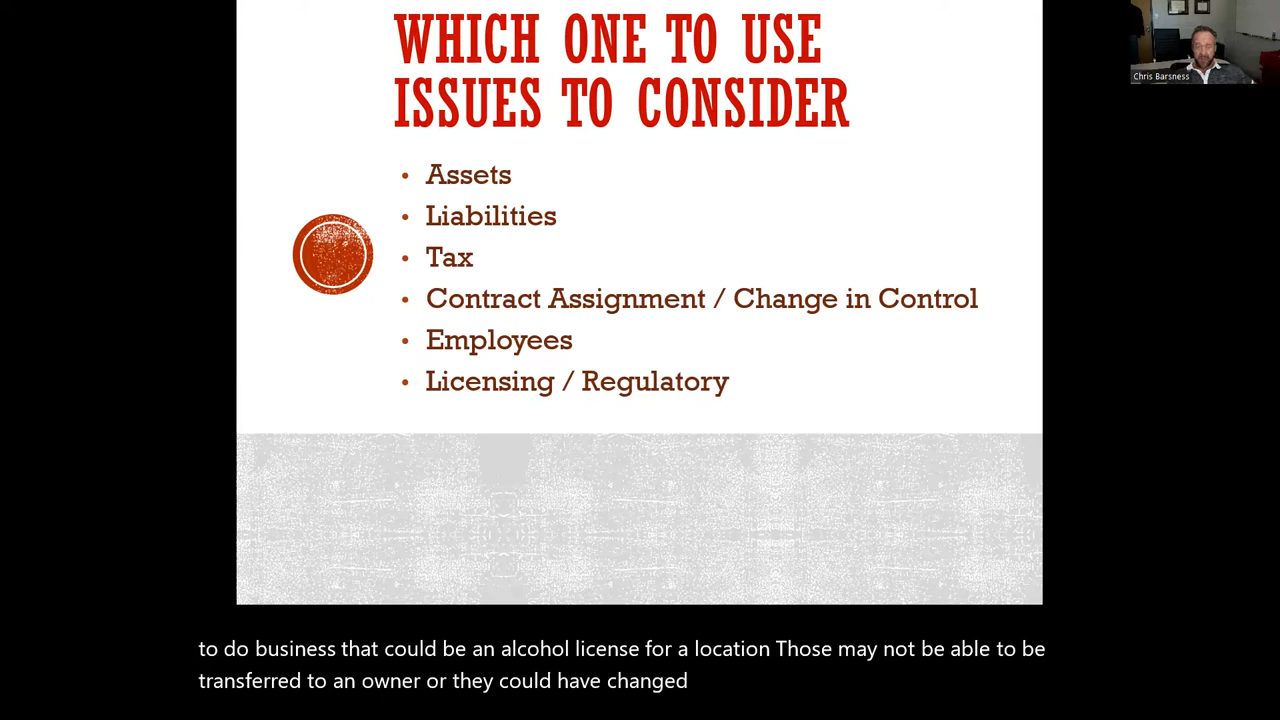 WHICH ONE TO USE
ISSUES TO CONSIDER
• Assets
• Liabilities
• Tax
• Contract Assignment / Change in Control
• Employees
• Licensing / Regulatory
Chris Barsness
to do business that could be an alcohol license for a location Those may not be able to be
transferred to an owner or they could have changed